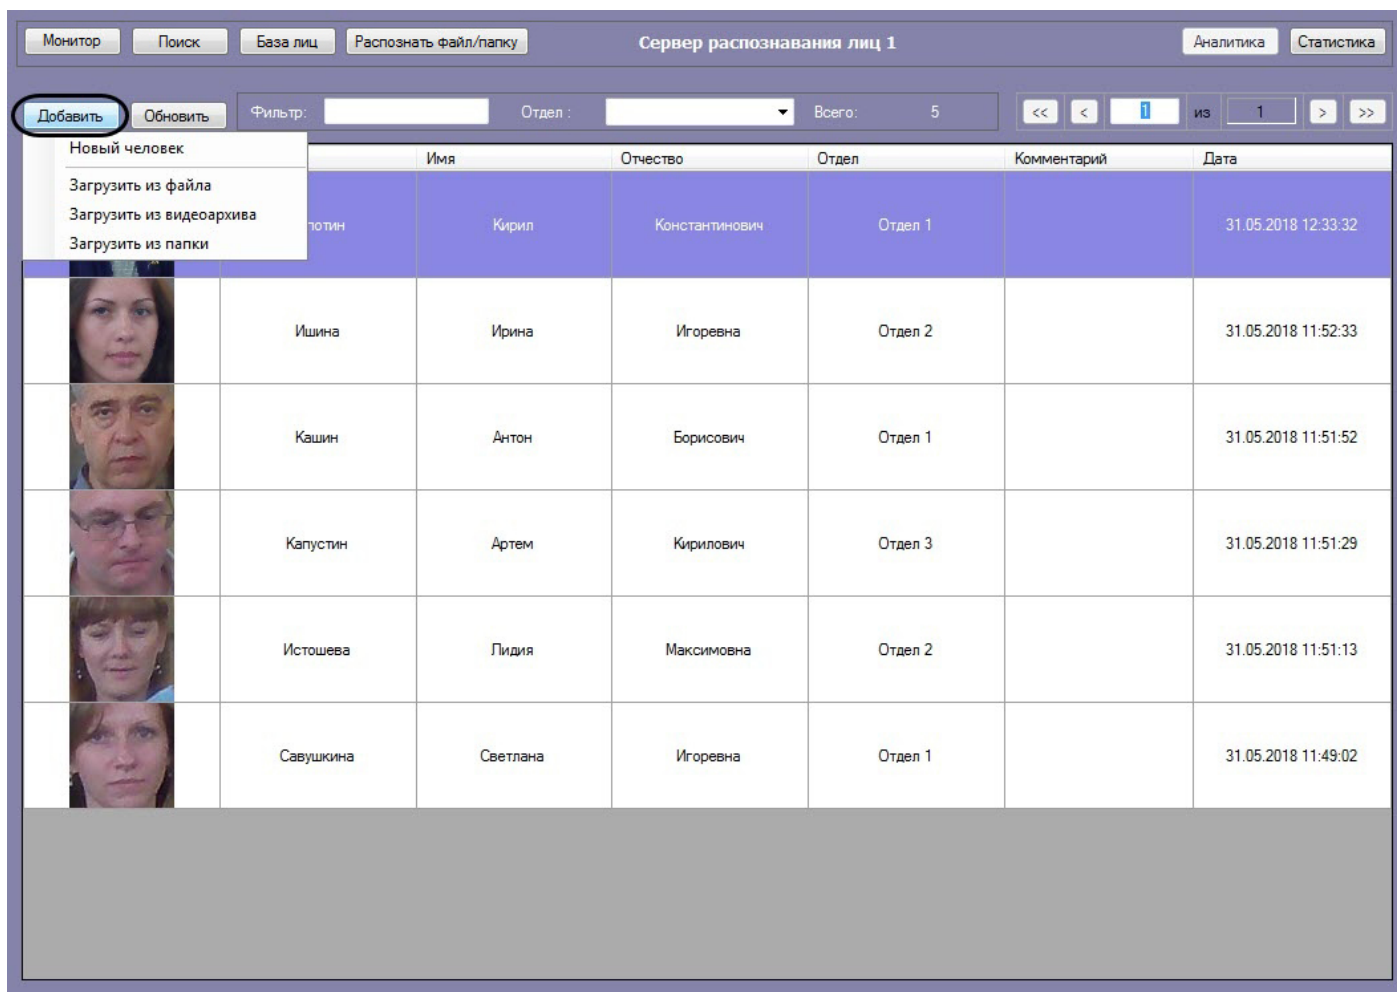 Монитор Поиск База лиц Распознать файл/папку Сервер распознавания лиц 1 Аналитика Статистика
Добавить Обновить Фильтр: Отдел : Всего: 5 << < 1 из 1 > >>
Новый человек
Загрузить из файла
Загрузить из видеоархива
Загрузить из папки
Имя Отчество Отдел Комментарий Дата
потин Кирил Константинович Отдел 1 31.05.2018 12:33:32
Ишина Ирина Игоревна Отдел 2 31.05.2018 11:52:33
Кашин Антон Борисович Отдел 1 31.05.2018 11:51:52
Капустин Артем Кирилович Отдел 3 31.05.2018 11:51:29
Истошева Лидия Максимовна Отдел 2 31.05.2018 11:51:13
Савушкина Светлана Игоревна Отдел 1 31.05.2018 11:49:02